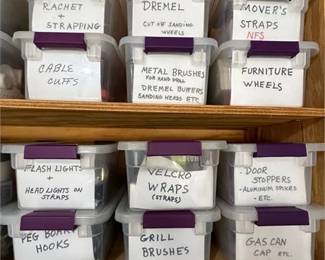 RACHET
+
STRAPPING
DREMEL
CUT OFF SANDING
WHEELS
MOVER'S
STRAPS
NFS
CABLE
CUFFS
METAL BRUSHES
FOR HAND DRILL
DREMEL BUFFERS
SANDING HEADS ETC
FURNITURE
WHEELS
FLASH LIGHTS
+
HEAD LIGHTS ON
STRAPS
VELCRO
WRAPS
(STRAPS)
DOOR
STOPPERS
-ALUMINUM SPIKES
-ETC.
PEG BOARD
HOOKS
GRILL
BRUSHES
GAS CAN
CAP ETC.